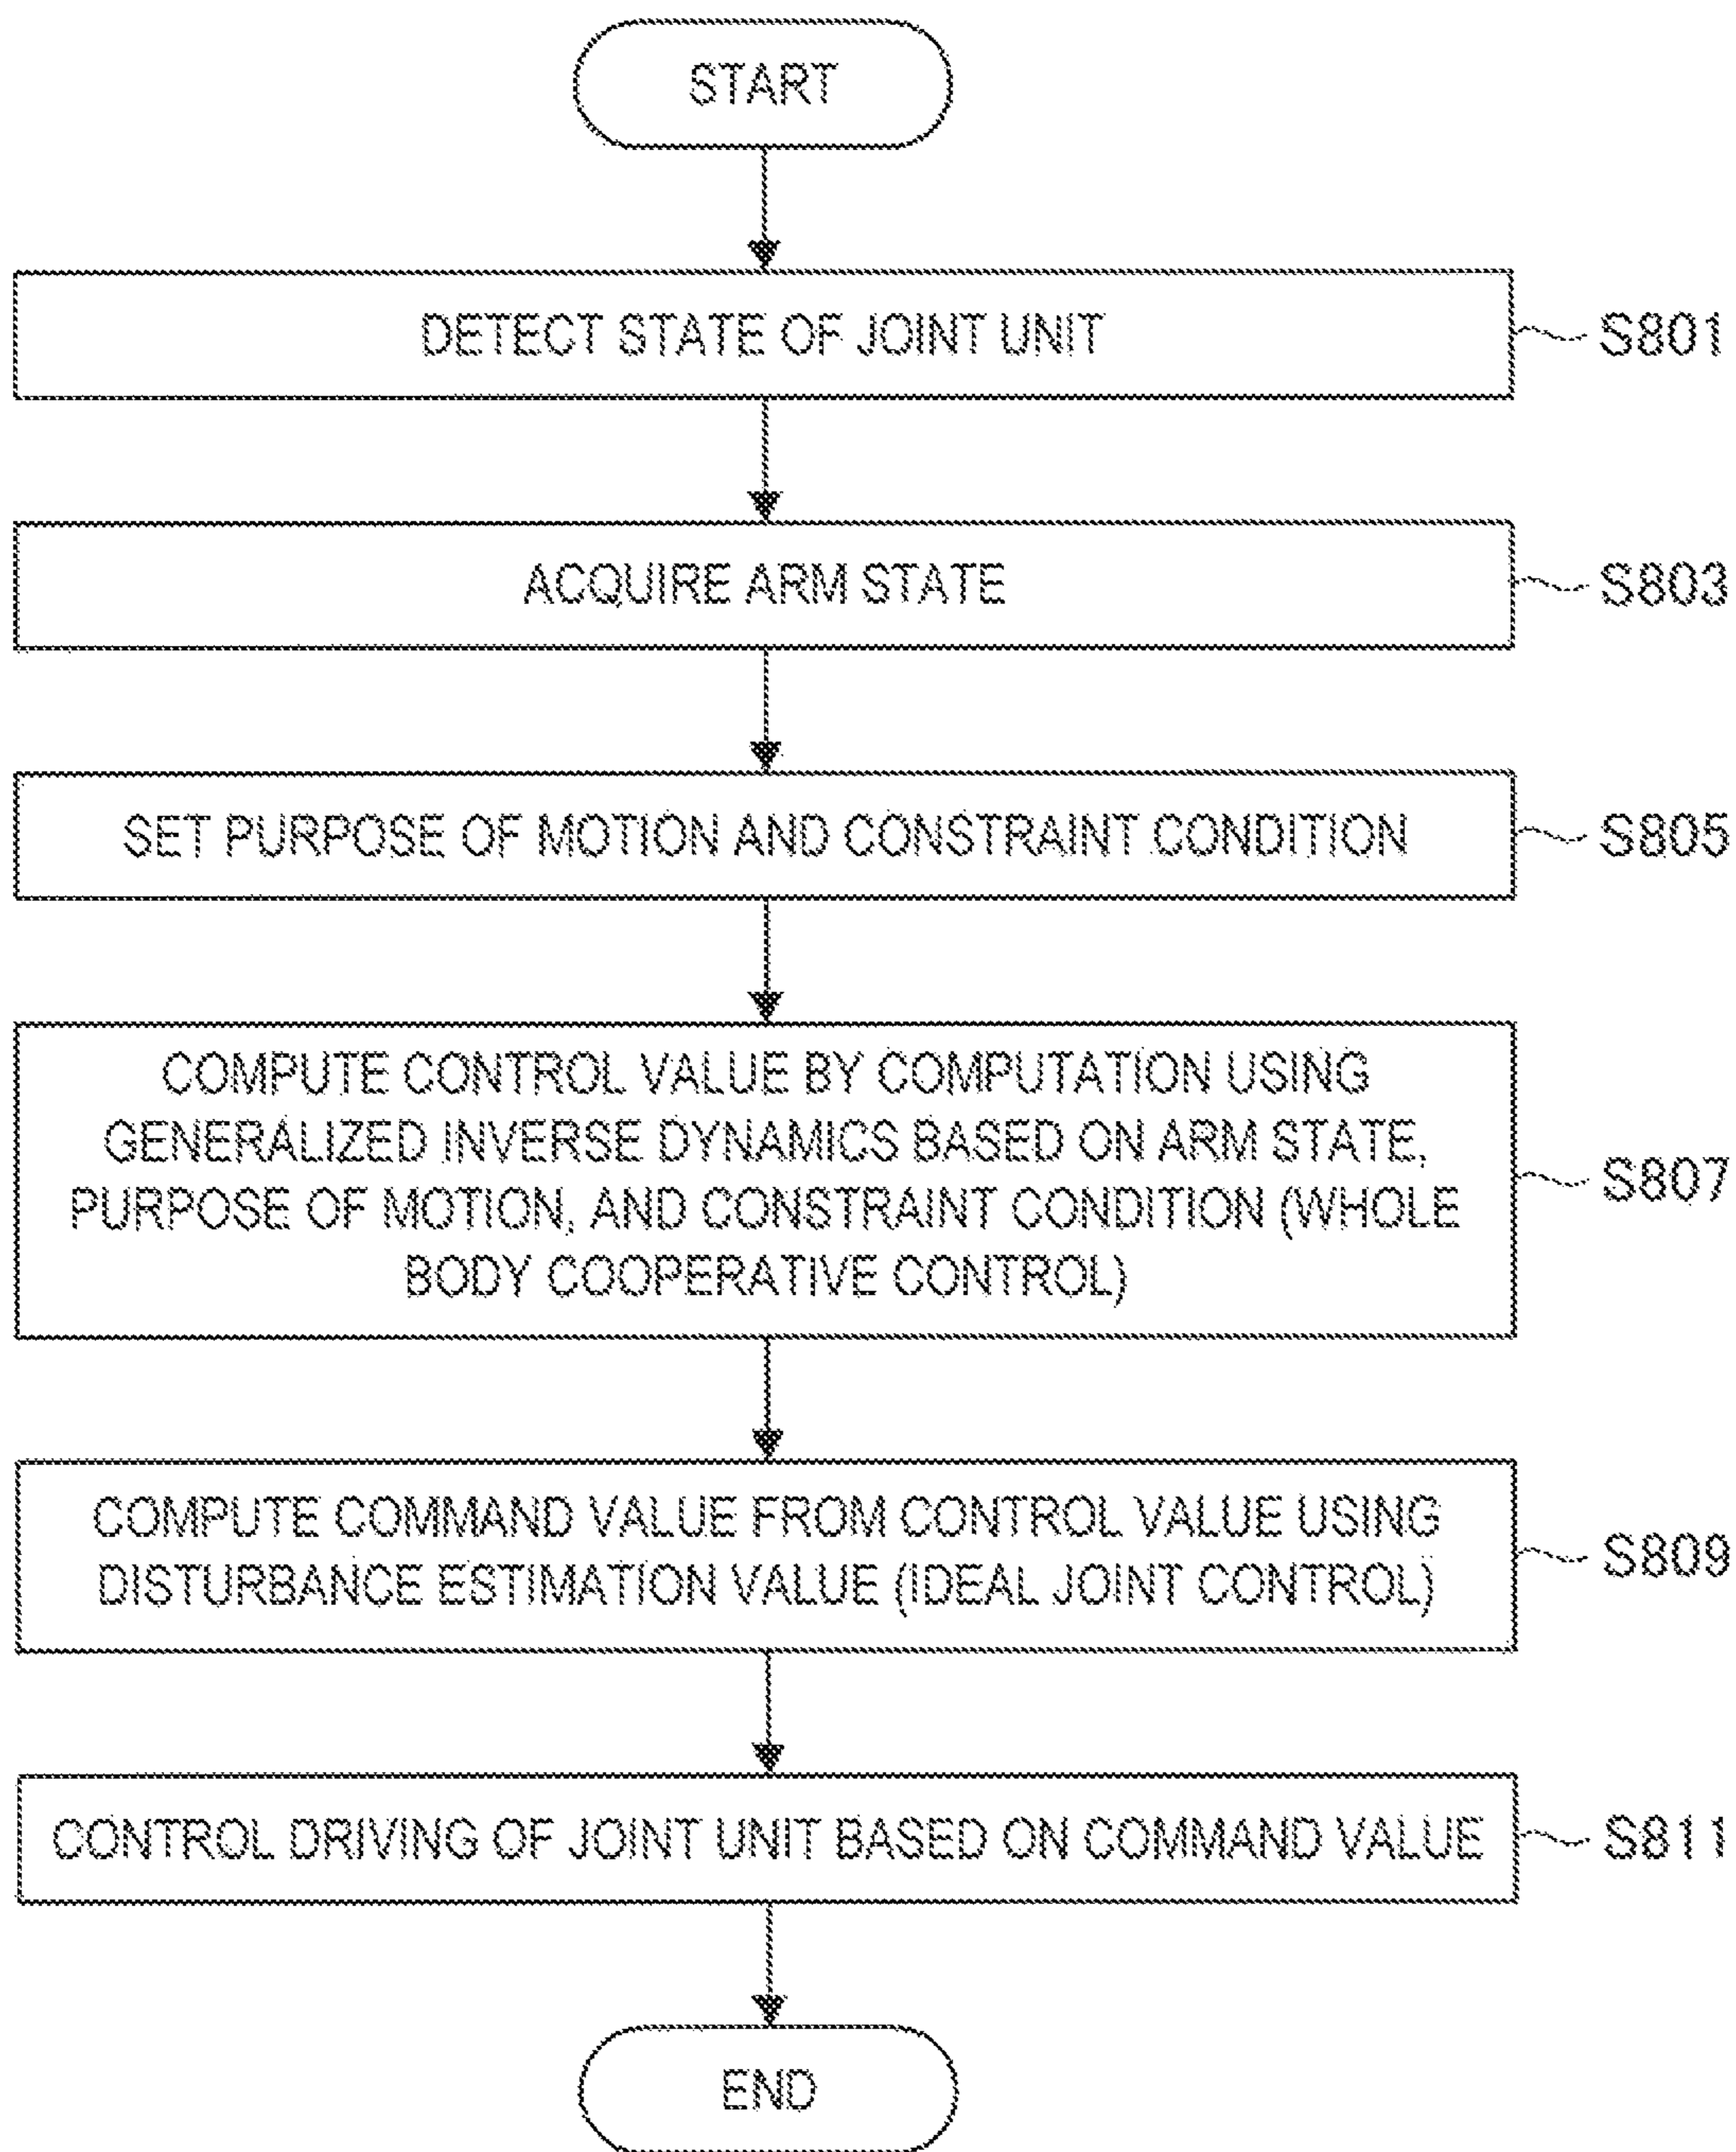 START
DETECT STATE OF JOINT UNIT
S801
ACQUIRE ARM STATE
S803
SET PURPOSE OF MOTION AND CONSTRAINT CONDITION
S805
COMPUTE CONTROL VALUE BY COMPUTATION USING
GENERALIZED INVERSE DYNAMICS BASED ON ARM STATE,
PURPOSE OF MOTION, AND CONSTRAINT CONDITION (WHOLE
BODY COOPERATIVE CONTROL)
S807
COMPUTE COMMAND VALUE FROM CONTROL VALUE USING
DISTURBANCE ESTIMATION VALUE (IDEAL JOINT CONTROL)
S809
CONTROL DRIVING OF JOINT UNIT BASED ON COMMAND VALUE
S811
END